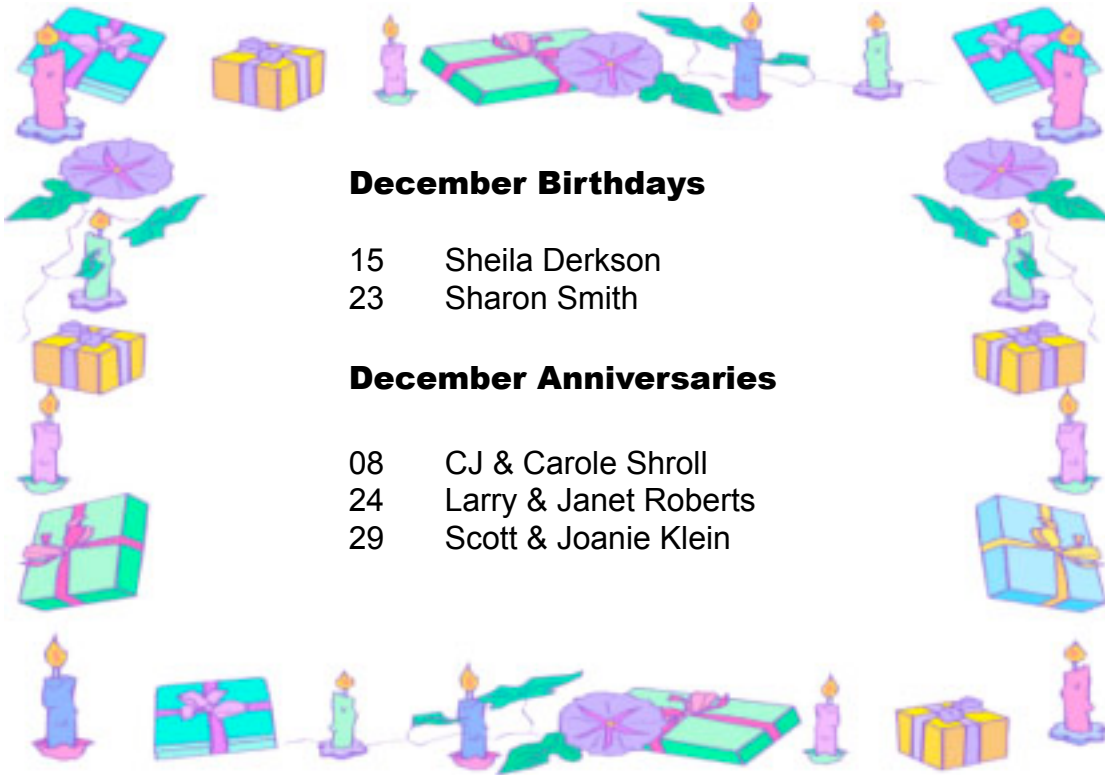 December Birthdays
15 Sheila Derkson
23 Sharon Smith
December Anniversaries
08 CJ & Carole Shroll
24 Larry & Janet Roberts
29 Scott & Joanie Klein